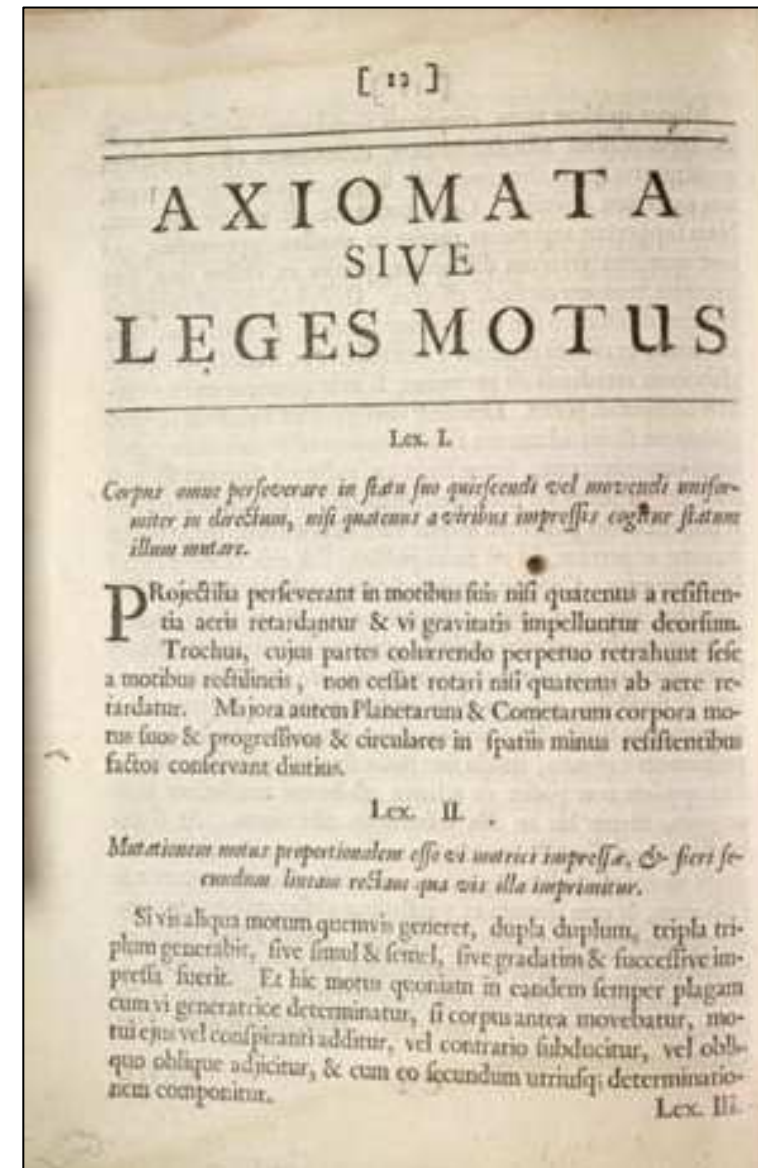 [ 12 ]
AXIOMATA
SIVE
LEGES MOTUS
Lex. I.
Corpus omne perseverare in statu suo quiescendi vel movendi unifor-
miter in directum, nisi quatenus a viribus impressis cogitur statum
illum mutare.
PRojectilia perseverant in motibus suis nisi quatenus a resisten-
tia aeris retardantur & vi gravitatis impelluntur deorsum.
Trochus, cujus partes cohærendo perpetuo retrahunt sese
a motibus rectilineis, non cessat rotari nisi quatenus ab aere re-
tardatur. Majora autem Planetarum & Cometarum corpora mo-
tus suos & progressivos & circulares in spatiis minus resistentibus
factos conservant diutius.
Lex. II.
Mutationem motus proportionalem esse vi motrici impressæ, & fieri se-
cundum lineam rectam qua vis illa imprimitur.
Si vis aliqua motum quemvis generet, dupla duplum, tripla tri-
plum generabit, sive simul & semel, sive gradatim & successive im-
pressa fuerit. Et hic motus quoniam in eandem semper plagam
cum vi generatrice determinatur, si corpus antea movebatur, mo-
tui ejus vel conspiranti additur, vel contrario subducitur, vel obli-
quo oblique adjicitur, & cum eo secundum utriusq; determinatio-
nem componitur.
Lex. III.